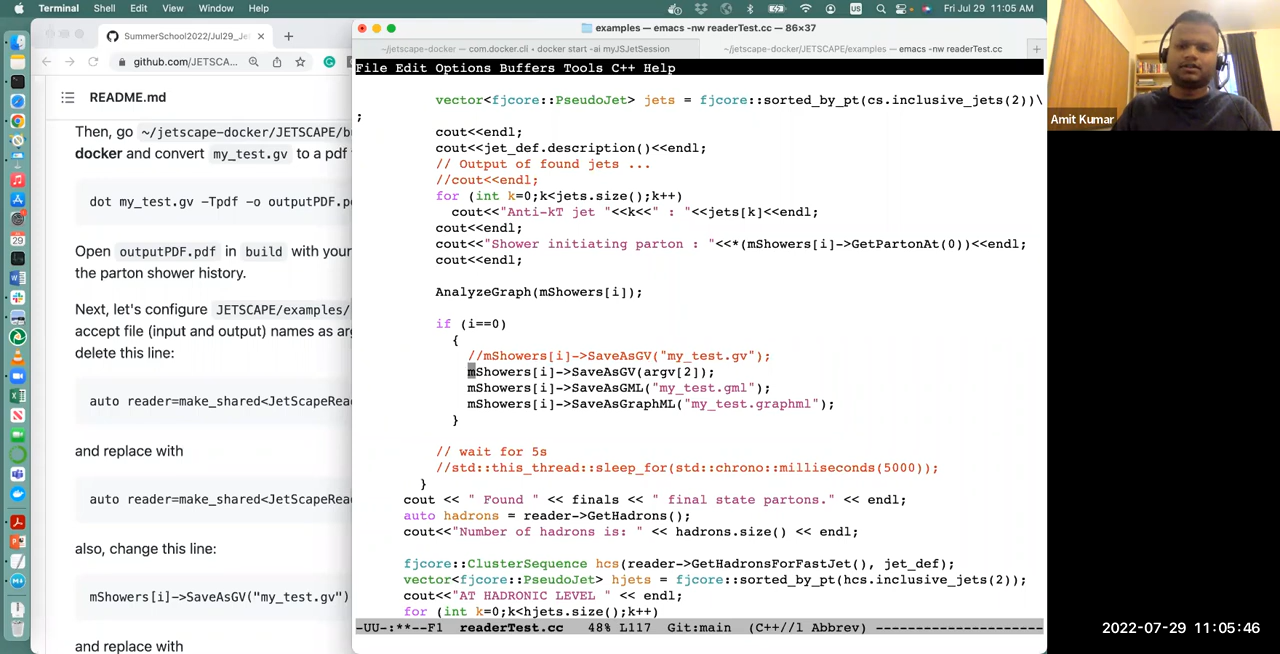 Terminal Shell Edit View Window Help
US Fri Jul 29 11:05 AM
SummerSchool2022/Jul29_Je
github.com/JETSCA...
README.md
Then, go ~/jetscape-docker/JETSCAPE/bu
docker and convert my_test.gv to a pdf
dot my_test.gv -Tpdf -o outputPDF.pd
Open outputPDF.pdf in build with your
the parton shower history.
Next, let's configure JETSCAPE/examples/
accept file (input and output) names as ar
delete this line:
auto reader=make_shared<JetScapeRea
and replace with
auto reader=make_shared<JetScapeRea
also, change this line:
mShowers[i]->SaveAsGV("my_test.gv")
and replace with
examples — emacs -nw readerTest.cc — 86×37
~/jetscape-docker — com.docker.cli • docker start -ai myJSJetSession
~/jetscape-docker/JETSCAPE/examples — emacs -nw readerTest.cc
File Edit Options Buffers Tools C++ Help
vector<fjcore::PseudoJet> jets = fjcore::sorted_by_pt(cs.inclusive_jets(2))\
;
cout<<endl;
cout<<jet_def.description()<<endl;
// Output of found jets ...
//cout<<endl;
for (int k=0;k<jets.size();k++)
cout<<"Anti-kT jet "<<k<<" : "<<jets[k]<<endl;
cout<<endl;
cout<<"Shower initiating parton : "<<*(mShowers[i]->GetPartonAt(0))<<endl;
cout<<endl;
AnalyzeGraph(mShowers[i]);
if (i==0)
{
//mShowers[i]->SaveAsGV("my_test.gv");
mShowers[i]->SaveAsGV(argv[2]);
mShowers[i]->SaveAsGML("my_test.gml");
mShowers[i]->SaveAsGraphML("my_test.graphml");
}
// wait for 5s
//std::this_thread::sleep_for(std::chrono::milliseconds(5000));
}
cout << " Found " << finals << " final state partons." << endl;
auto hadrons = reader->GetHadrons();
cout<<"Number of hadrons is: " << hadrons.size() << endl;
fjcore::ClusterSequence hcs(reader->GetHadronsForFastJet(), jet_def);
vector<fjcore::PseudoJet> hjets = fjcore::sorted_by_pt(hcs.inclusive_jets(2));
cout<<"AT HADRONIC LEVEL " << endl;
for (int k=0;k<hjets.size();k++)
-UU-:**--F1 readerTest.cc 48% L117 Git:main (C++//l Abbrev) --------------------
Amit Kumar
2022-07-29 11:05:46